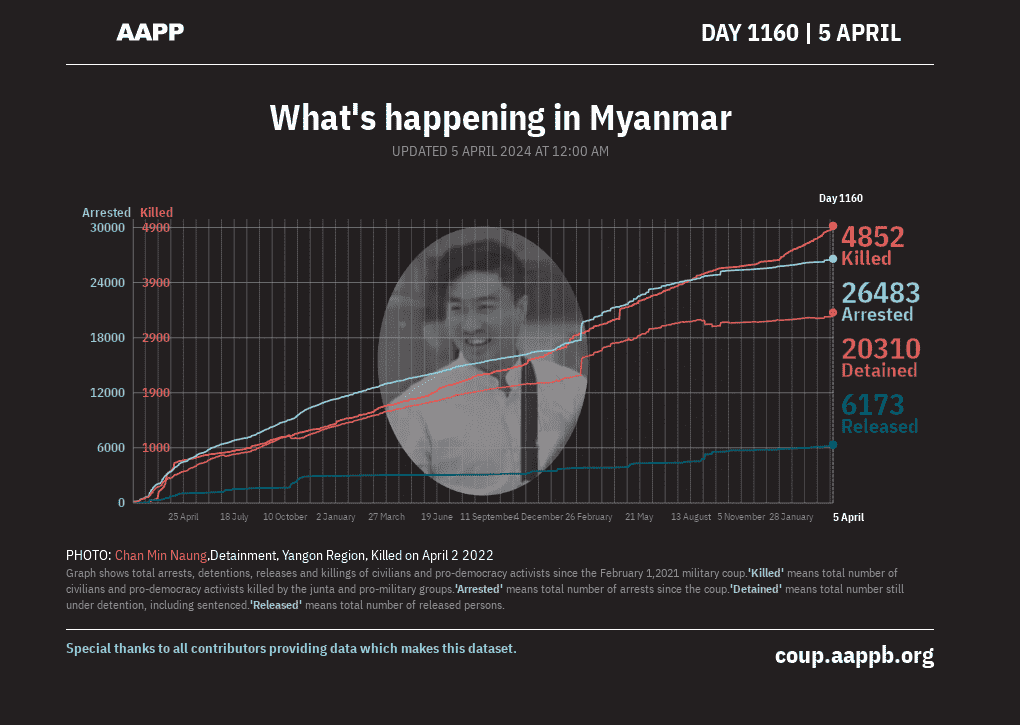 AAPP
DAY 1160 | 5 APRIL
What's happening in Myanmar
UPDATED 5 APRIL 2024 AT 12:00 AM
Day 1160
Arrested Killed
30000 4900
24000 3900
18000 2900
12000 1900
6000 1000
0
4852
Killed
26483
Arrested
20310
Detained
6173
Released
25 April 18 July 10 October 2 January 27 March 19 June 11 September 4 December 26 February 21 May 13 August 5 November 28 January 5 April
PHOTO: Chan Min Naung,Detainment, Yangon Region, Killed on April 2 2022
Graph shows total arrests, detentions, releases and killings of civilians and pro-democracy activists since the February 1,2021 military coup.'Killed' means total number of
civilians and pro-democracy activists killed by the junta and pro-military groups.'Arrested' means total number of arrests since the coup.'Detained' means total number still
under detention, including sentenced.'Released' means total number of released persons.
Special thanks to all contributors providing data which makes this dataset.
coup.aappb.org